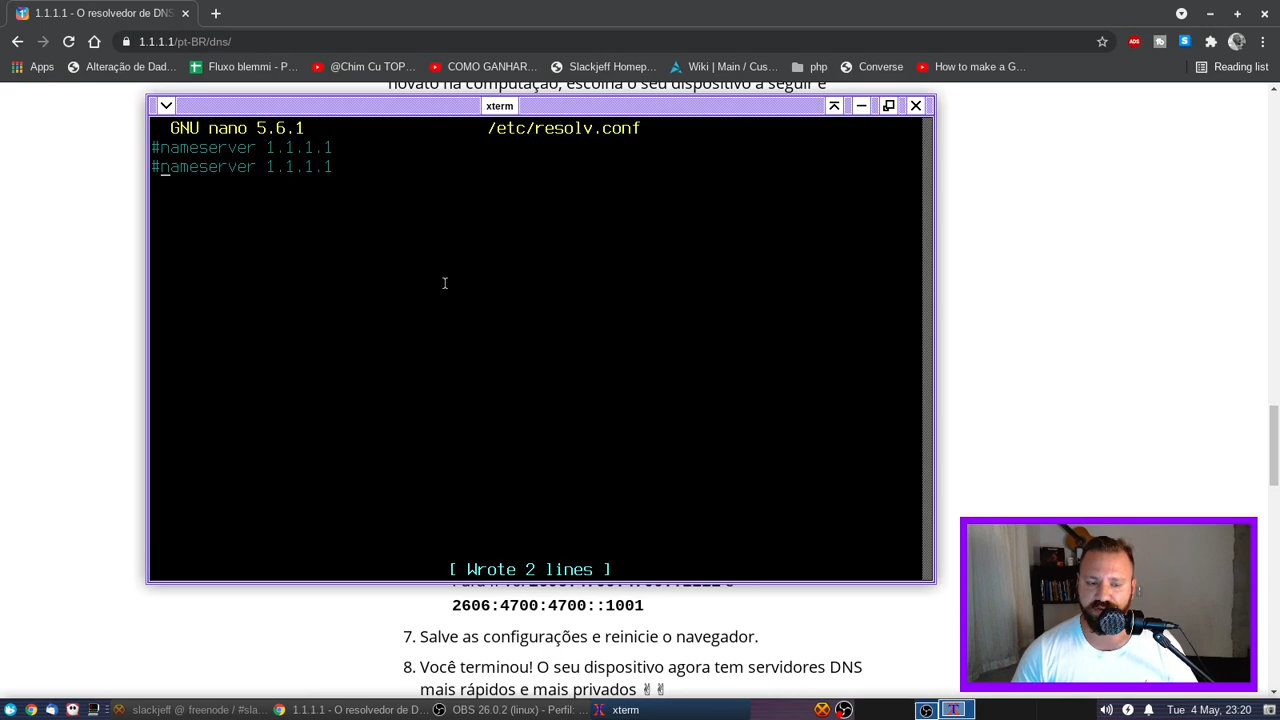 1.1.1.1 - O resolvedor de DNS
1.1.1.1/pt-BR/dns/
ADS
Apps
Alteração de Dad...
Fluxo blemmi - P...
@Chim Cu TOP...
COMO GANHAR...
Slackjeff Homep...
Wiki | Main / Cus...
php
Converse
How to make a G...
Reading list
novato na computação, escolha o seu dispositivo a seguir e
xterm
GNU nano 5.6.1 /etc/resolv.conf
#nameserver 1.1.1.1
#nameserver 1.1.1.1
[ Wrote 2 lines ]
2606:4700:4700::1001
7. Salve as configurações e reinicie o navegador.
8. Você terminou! O seu dispositivo agora tem servidores DNS
mais rápidos e mais privados ✌✌
slackjeff @ freenode / #sla...
1.1.1.1 - O resolvedor de D...
OBS 26.0.2 (linux) - Perfil: ...
xterm
Tue 4 May, 23:20